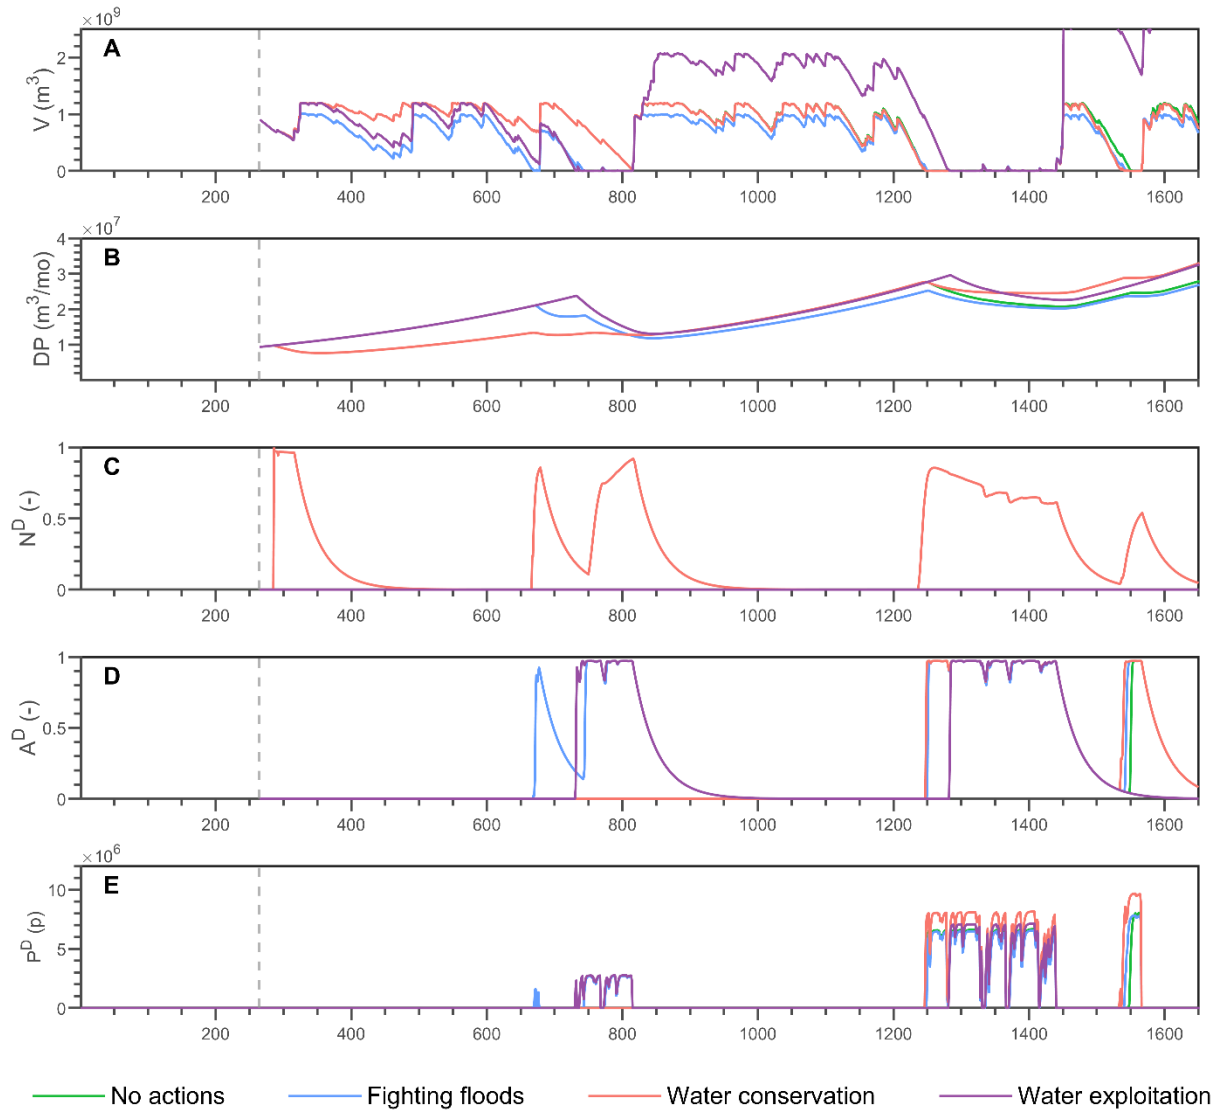 ×10⁹
A
2
1
0
V (m³)
200 400 600 800 1000 1200 1400 1600
×10⁷
B
4
3
2
1
DP (m³/mo)
200 400 600 800 1000 1200 1400 1600
C
1
0.5
0
Nᴰ (-)
200 400 600 800 1000 1200 1400 1600
D
1
0.5
0
Aᴰ (-)
200 400 600 800 1000 1200 1400 1600
×10⁶
E
10
5
0
Pᴰ (p)
200 400 600 800 1000 1200 1400 1600
No actions Fighting floods Water conservation Water exploitation